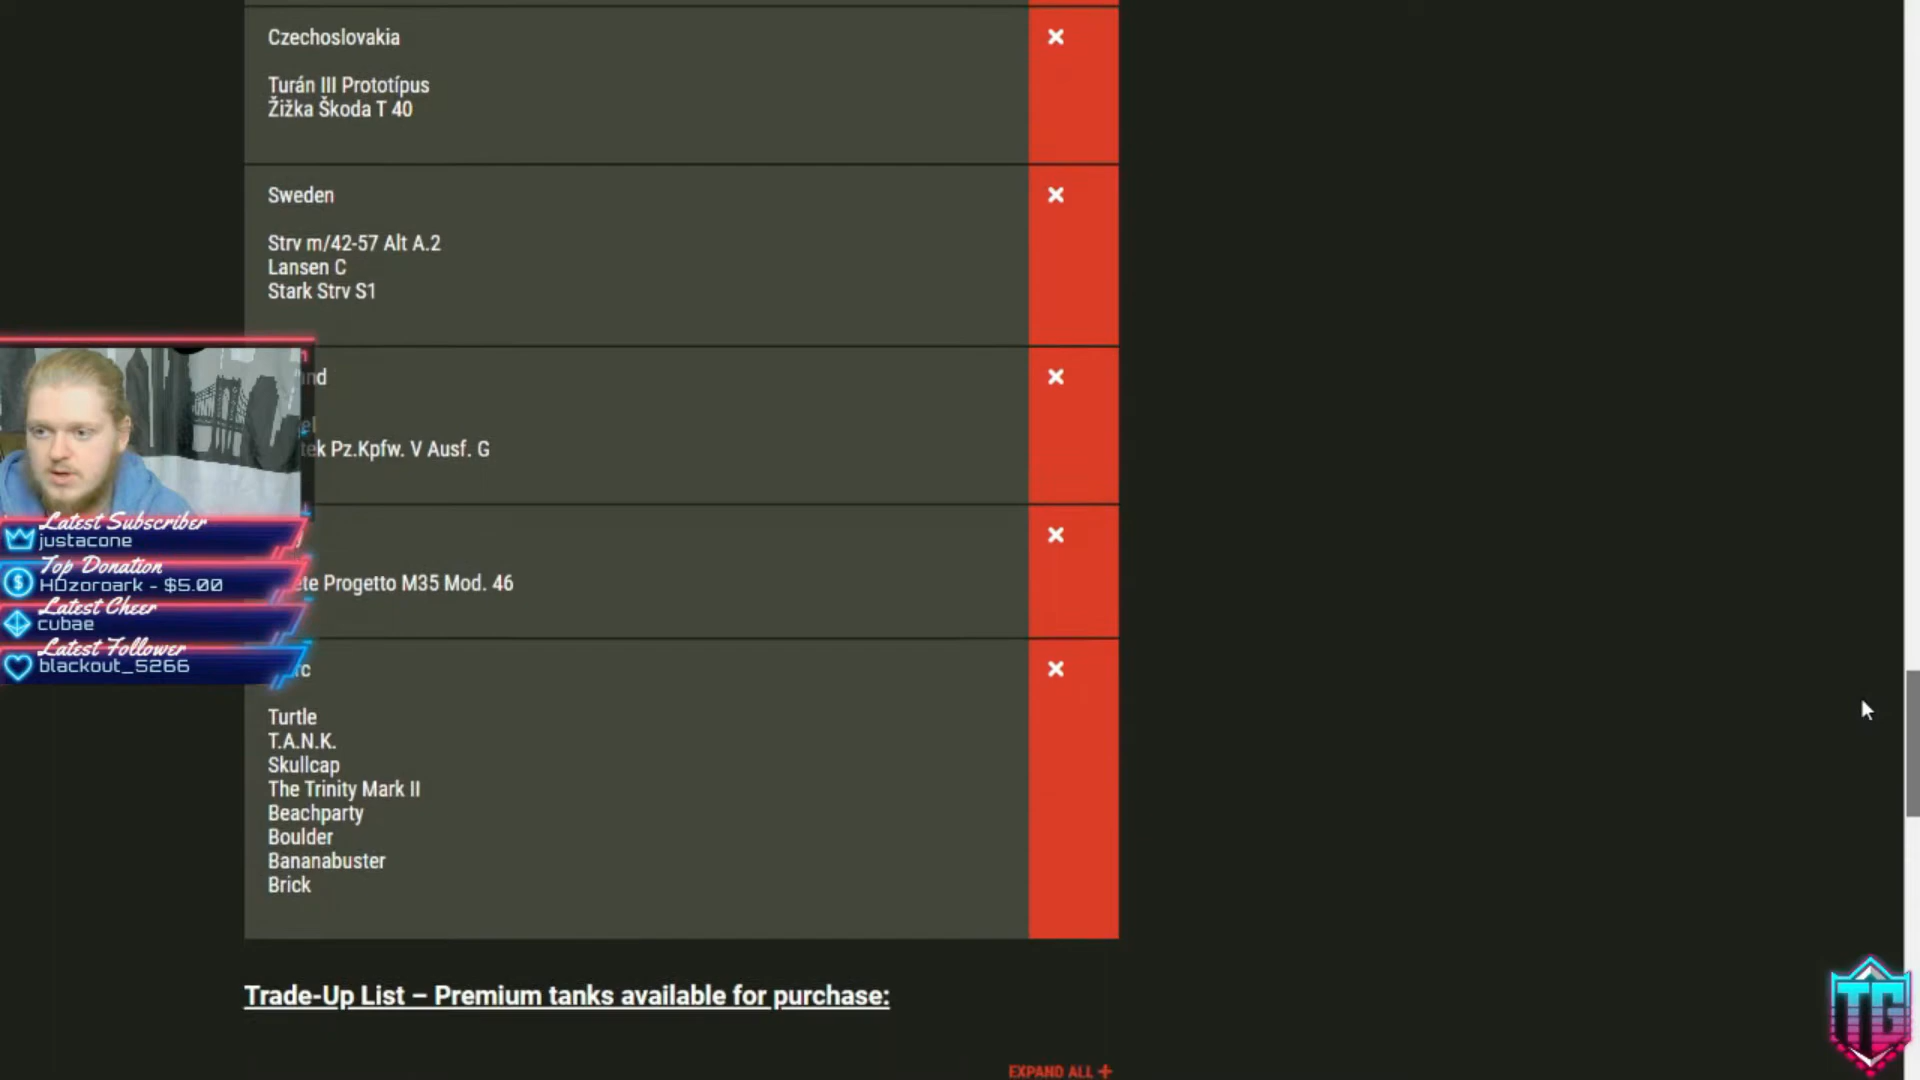 Czechoslovakia
Turán III Prototípus
Žižka Škoda T 40
Sweden
Strv m/42-57 Alt A.2
Lansen C
Stark Strv S1
Pz.Kpfw. V Ausf. G
Progetto M35 Mod. 46
Latest Subscriber
justacone
Top Donation
HDzoroark - $5.00
Latest Cheer
cubae
Latest Follower
blackout_5266
Turtle
T.A.N.K.
Skullcap
The Trinity Mark II
Beachparty
Boulder
Bananabuster
Brick
Trade-Up List – Premium tanks available for purchase:
EXPAND ALL +
TG